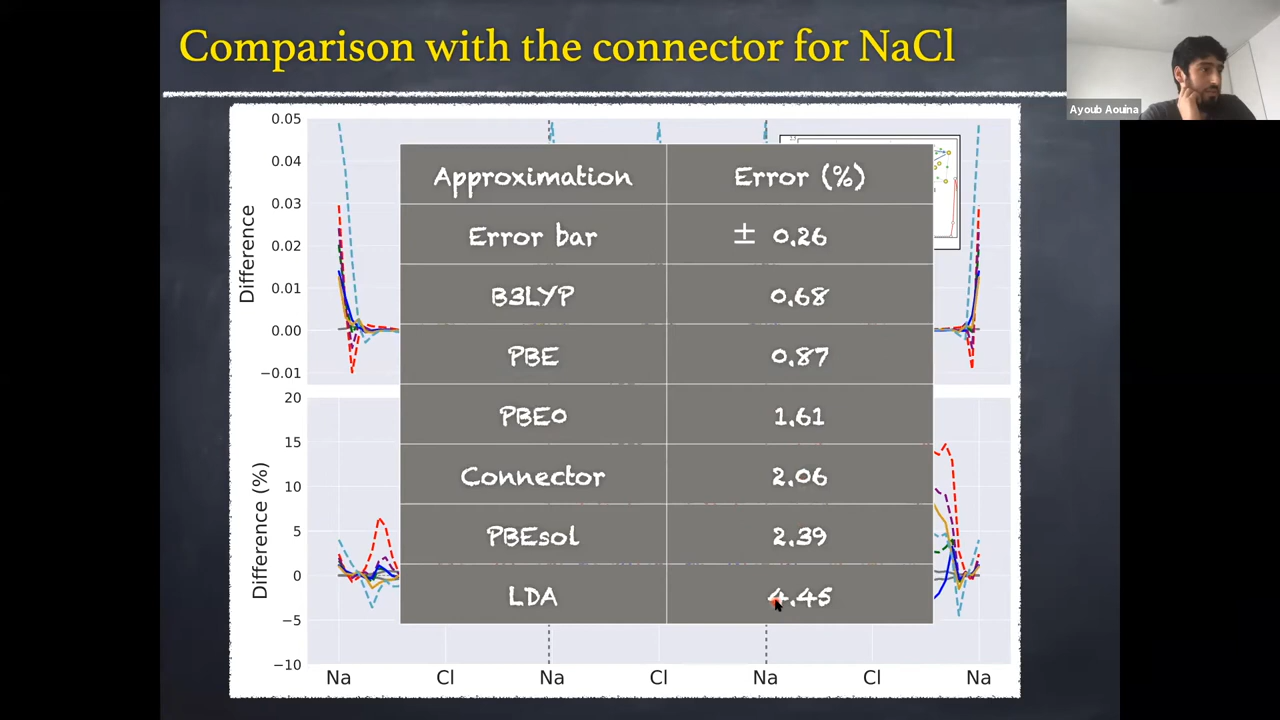 Comparison with the connector for NaCl
Ayoub Aouina
0.05
0.04
0.03
0.02
0.01
0.00
−0.01
Difference
Approximation Error (%)
Error bar ± 0.26
B3LYP 0.68
PBE 0.87
PBE0 1.61
Connector 2.06
PBEsol 2.39
LDA 4.45
20
15
10
5
0
−5
−10
Difference (%)
Na Cl Na Cl Na Cl Na